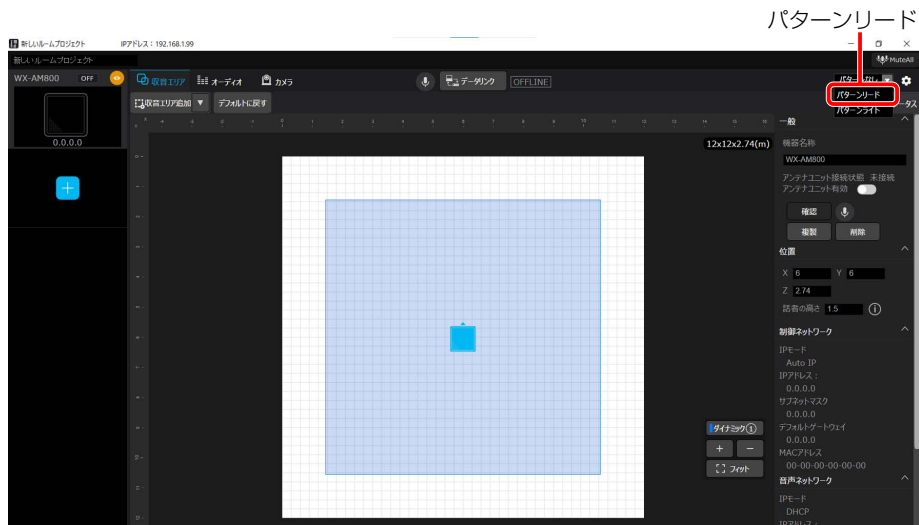 パターンリード
新しいルームプロジェクト IPアドレス：192.168.1.99
新しいルームプロジェクト MuteAll
WX-AM800 OFF 収音エリア オーディオ カメラ データリンク OFFLINE
収音エリア追加 ▼ デフォルトに戻す
パターンリード
パターンライト
0.0.0.0
12x12x2.74(m)
一般
機器名称
WX-AM800
アンテナユニット接続状態 未接続
アンテナユニット有効
確認
複製 削除
位置
X 6 Y 6
Z 2.74
話者の高さ 1.5
制御ネットワーク
IPモード
Auto IP
IPアドレス：
0.0.0.0
サブネットマスク
0.0.0.0
デフォルトゲートウェイ
0.0.0.0
MACアドレス
00-00-00-00-00-00
音声ネットワーク
IPモード
DHCP
IPアドレス：
ダイナミック①
+ −
フィット